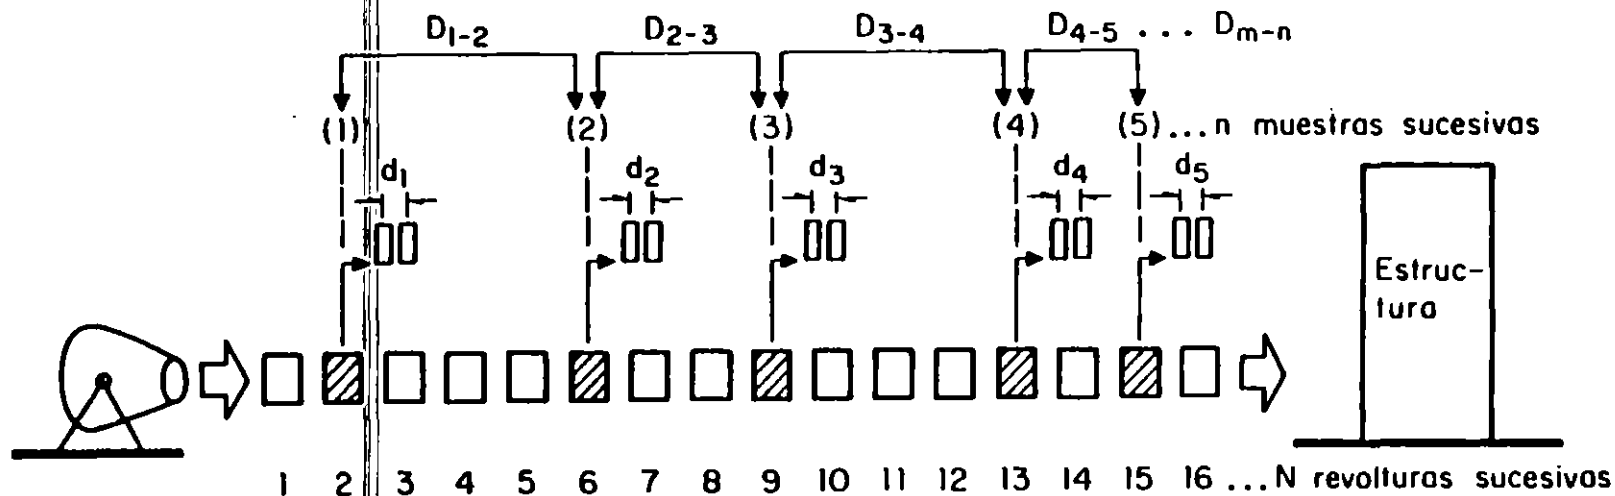 D1-2 D2-3 D3-4 D4-5 ... Dm-n
(1) (2) (3) (4) (5)...n muestras sucesivas
d1 d2 d3 d4 d5
Estruc-
tura
1 2 3 4 5 6 7 8 9 10 11 12 13 14 15 16 ...N revolturas sucesivas